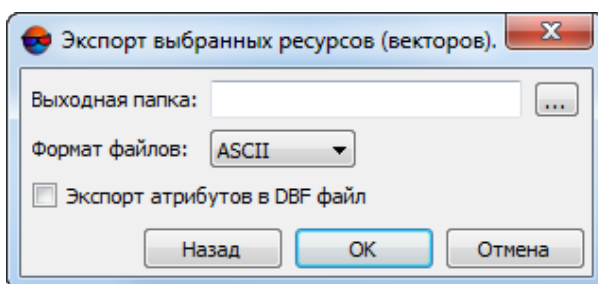 Экспорт выбранных ресурсов (векторов).
Выходная папка: ...
Формат файлов: ASCII
Экспорт атрибутов в DBF файл
Назад OK Отмена